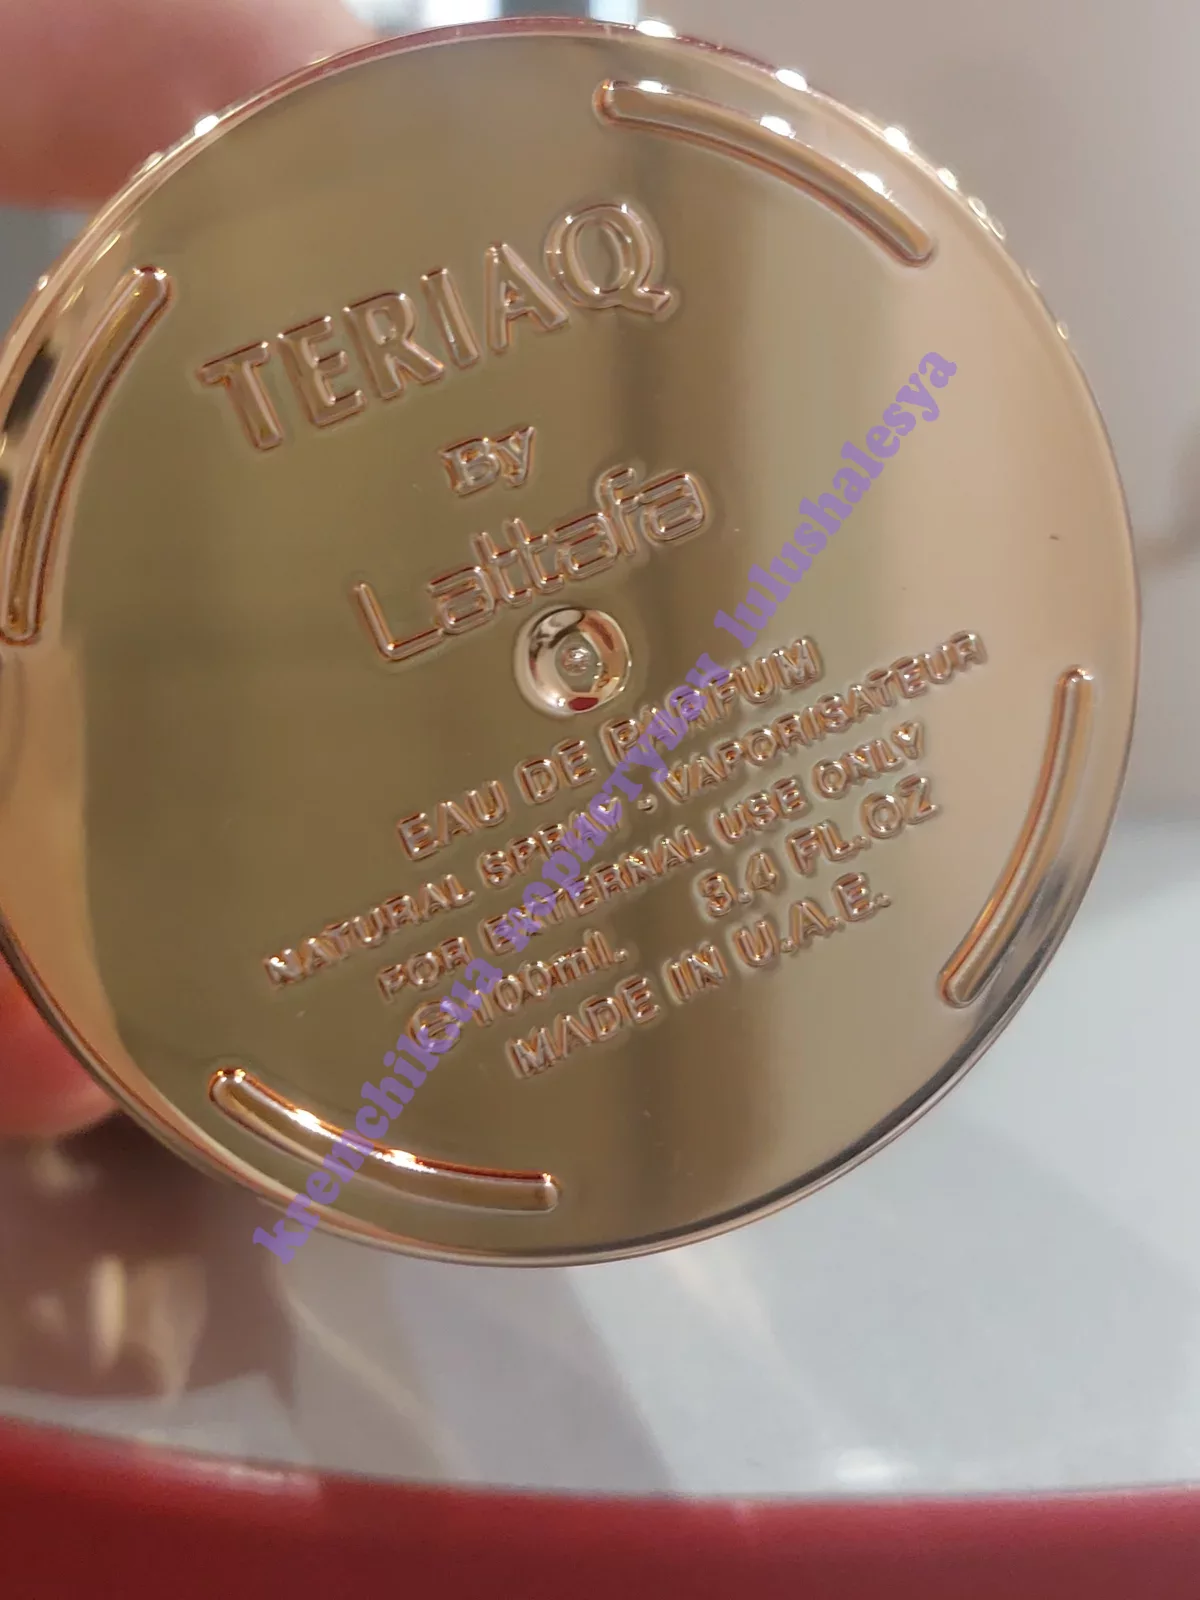 TERIAQ
By
Lattafa
EAU DE PARFUM
NATURAL SPRAY • VAPORISATEUR
FOR EXTERNAL USE ONLY
℮100ml. 3.4 FL.OZ
MADE IN U.A.E.
lulushalesya